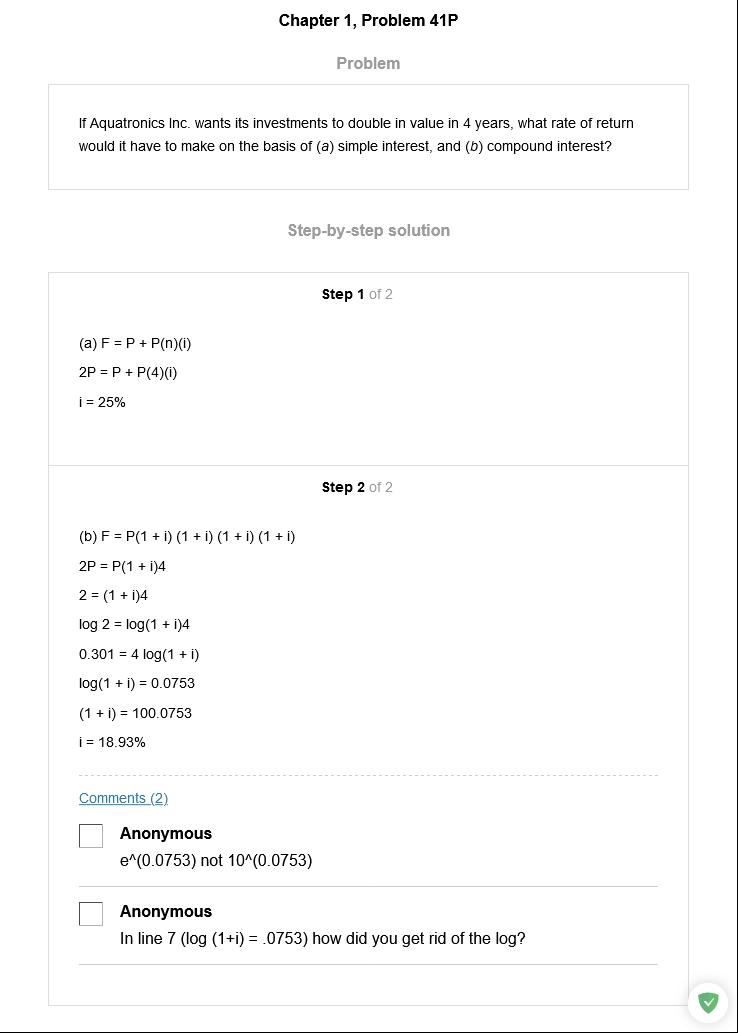 Chapter 1, Problem 41P
Problem
If Aquatronics Inc. wants its investments to double in value in 4 years, what rate of return
would it have to make on the basis of (a) simple interest, and (b) compound interest?
Step-by-step solution
Step 1 of 2
(a) F = P + P(n)(i)
2P = P + P(4)(i)
i = 25%
Step 2 of 2
(b) F = P(1 + i) (1 + i) (1 + i) (1 + i)
2P = P(1 + i)4
2 = (1 + i)4
log 2 = log(1 + i)4
0.301 = 4 log(1 + i)
log(1 + i) = 0.0753
(1 + i) = 100.0753
i = 18.93%
Comments (2)
Anonymous
e^(0.0753) not 10^(0.0753)
Anonymous
In line 7 (log (1+i) = .0753) how did you get rid of the log?